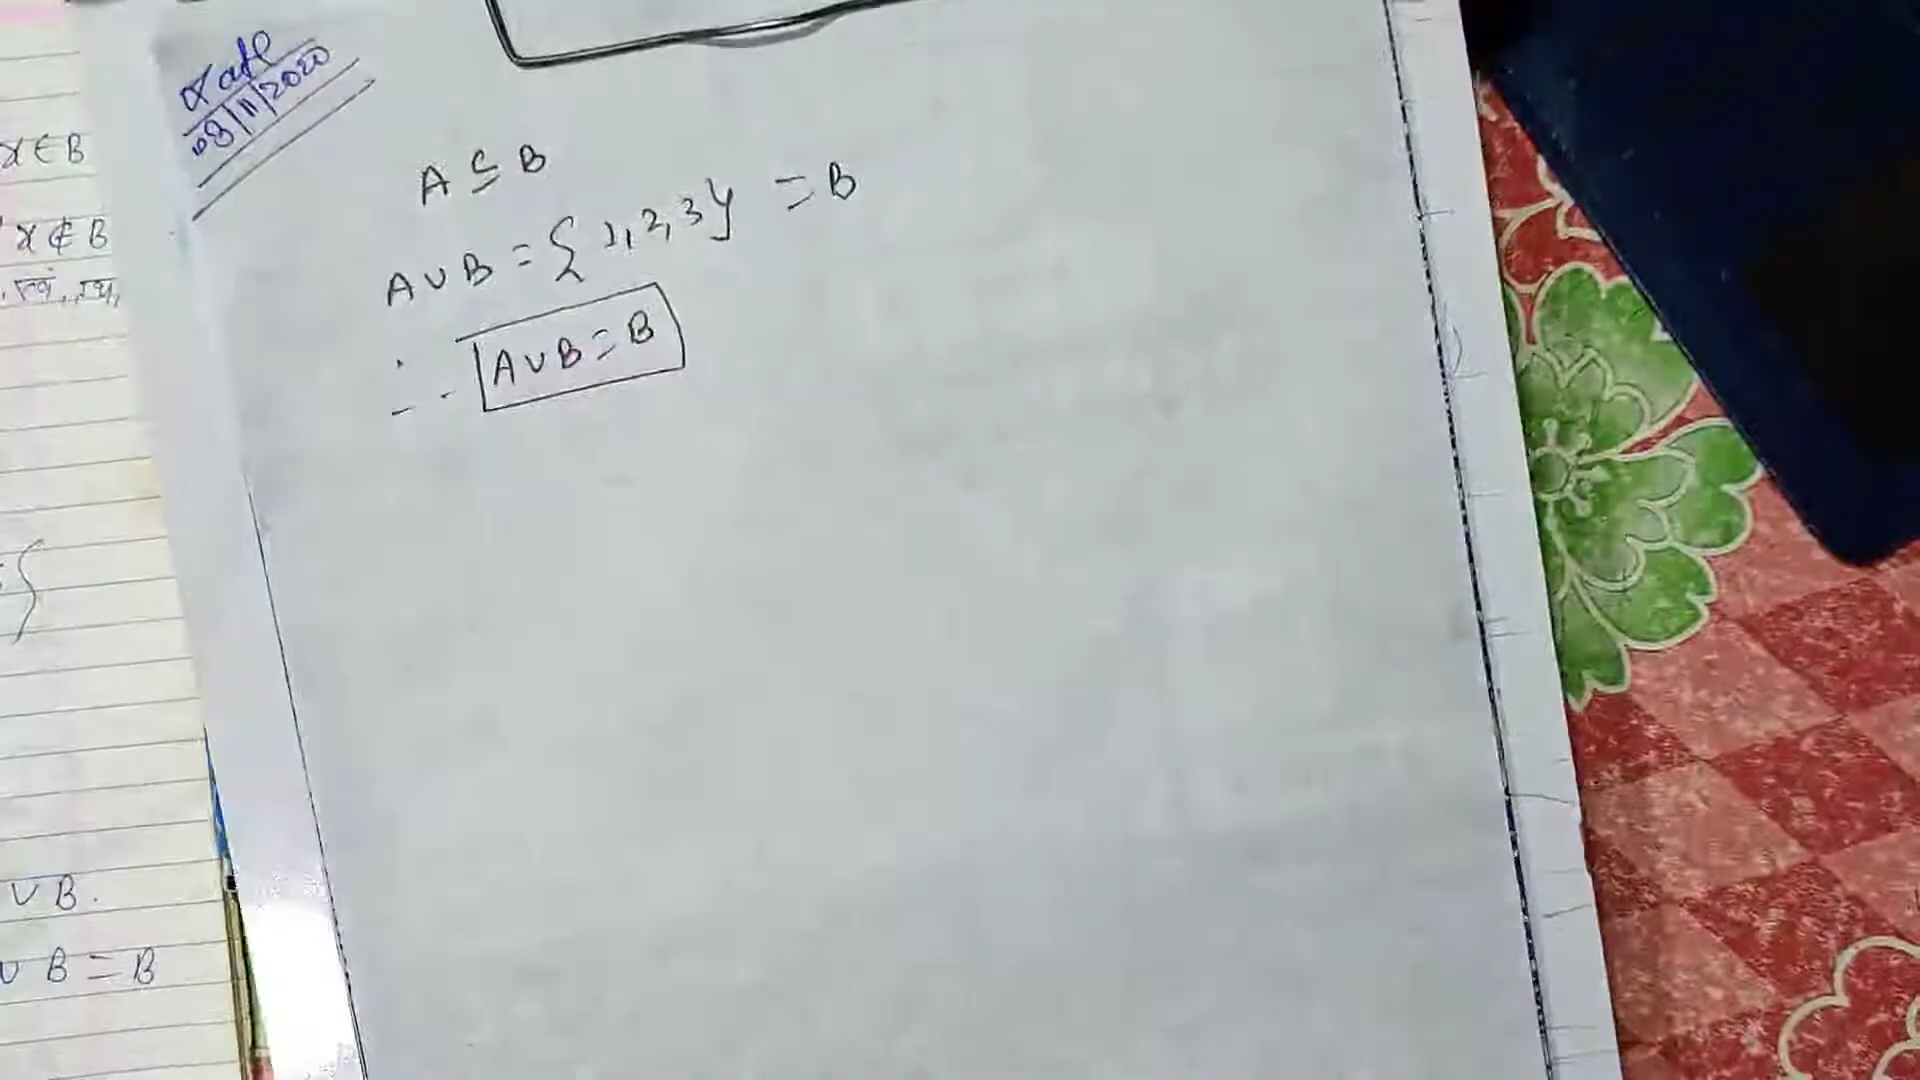 x ∈ B
x ∉ B
Date
08/11/2020
A ⊆ B
A ∪ B = { 1, 2, 3 } = B
∴ A ∪ B = B
∪ B.
∪ B = B